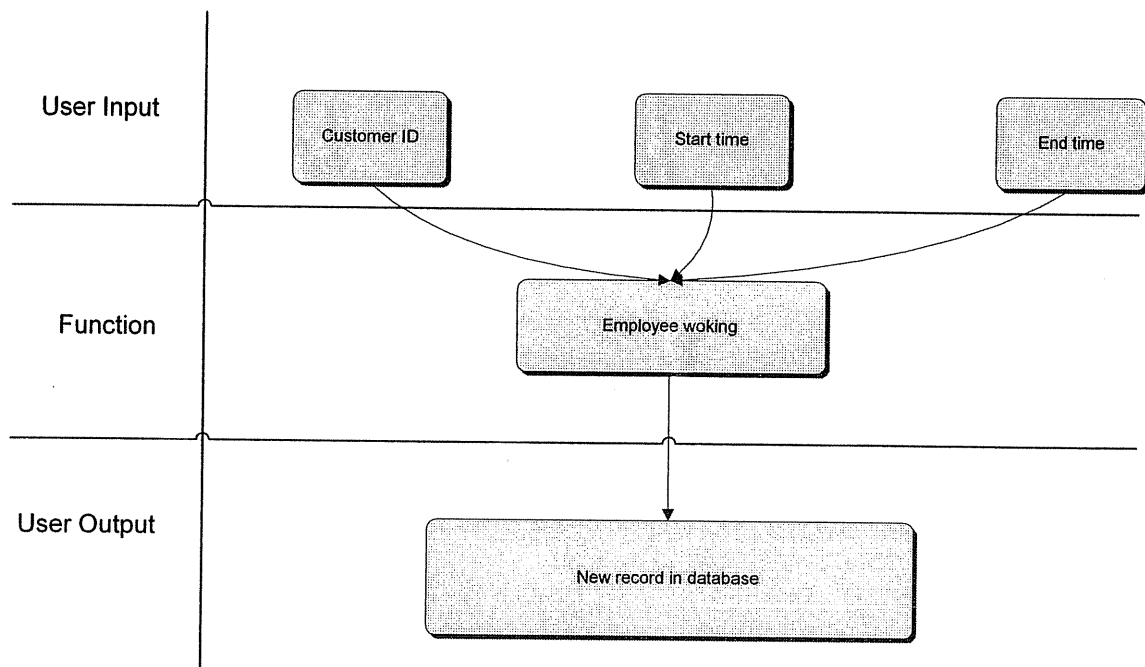 User Input
Customer ID
Start time
End time
Function
Employee woking
User Output
New record in database